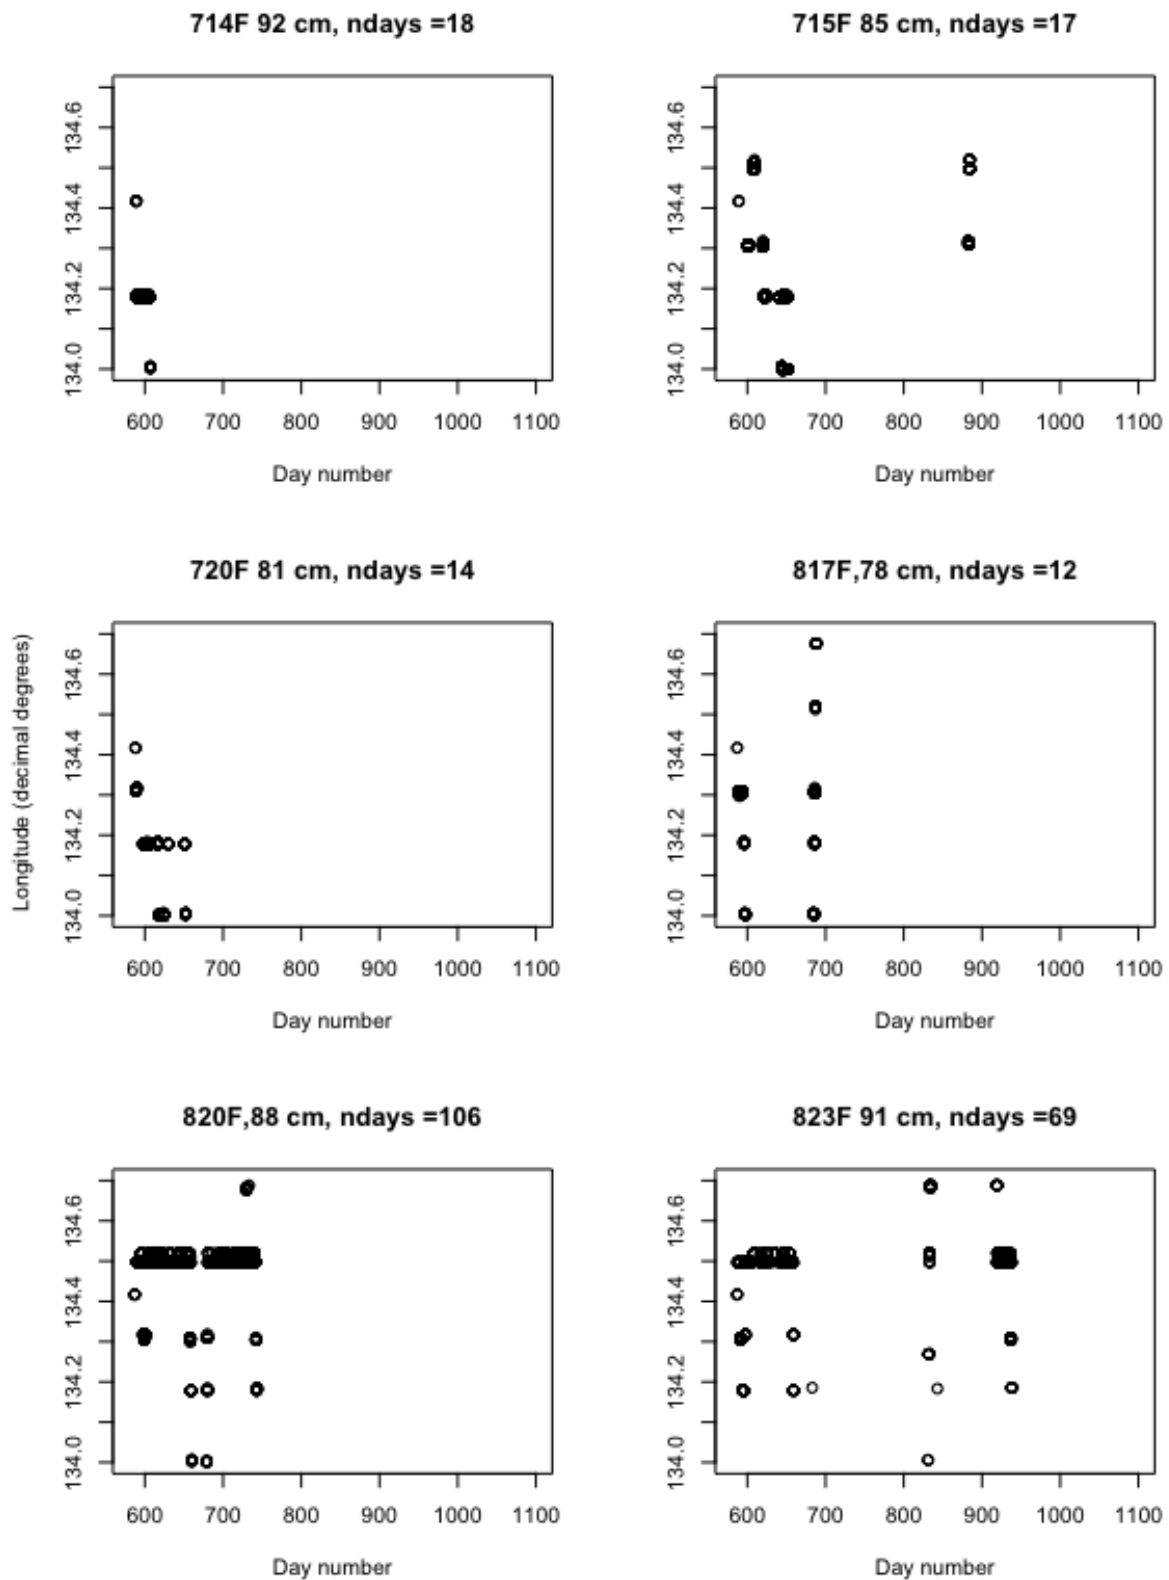 714F 92 cm, ndays =18
134.0 134.2 134.4 134.6
600 700 800 900 1000 1100
Day number
715F 85 cm, ndays =17
134.0 134.2 134.4 134.6
600 700 800 900 1000 1100
Day number
Longitude (decimal degrees)
720F 81 cm, ndays =14
134.0 134.2 134.4 134.6
600 700 800 900 1000 1100
Day number
817F,78 cm, ndays =12
134.0 134.2 134.4 134.6
600 700 800 900 1000 1100
Day number
820F,88 cm, ndays =106
134.0 134.2 134.4 134.6
600 700 800 900 1000 1100
Day number
823F 91 cm, ndays =69
134.0 134.2 134.4 134.6
600 700 800 900 1000 1100
Day number